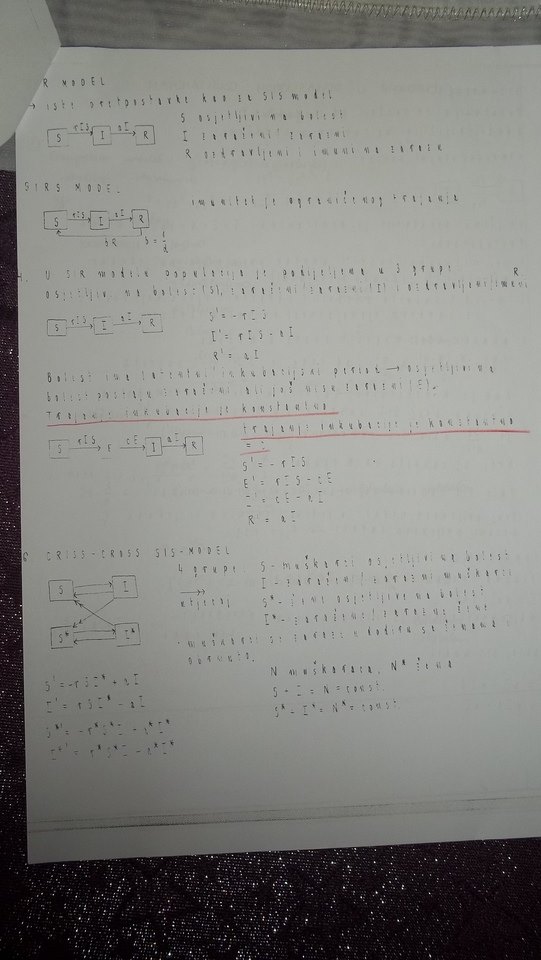 R MODEL
→ iste pretpostavke kao za SIS model
S osjetljivi na bolest
S rIS I aI R
I zaraženi/zarazni
R ozdravljeni i imuni na zarazu
SIRS MODEL
imunitet je ograničenog trajanja
S rIS I aI R
bR b = 1/d
U SIR modelu populacija je podijeljena u 3 grupe
R
osjetljivi na bolest (S), zaraženi/zarazni (I) i ozdravljeni/imuni
S' = -rIS
S rIS I aI R
I' = rIS - aI
R' = aI
Bolest ima latentni/inkubacijski period → osjetljivi na
bolest postaju zaraženi ali još nisu zarazni (E).
Trajanje inkubacije je konstantno
trajanje inkubacije je konstantno
S rIS E cE I aI R
S' = -rIS
E' = rIS - cE
I' = cE - aI
R' = aI
6 CRISS-CROSS SIS-MODEL
4 grupe: S - muškarci osjetljivi na bolest
S I
I - zaraženi/zarazni muškarci
utjecaj
S* - žene osjetljive na bolest
S* I*
I* - zaražene/zarazne žene
muškarci se zaraze u dodiru sa ženama i
obrnuto.
N muškaraca, N* žena
S' = -rSI* + aI
S + I = N = const.
I' = rSI* - aI
S* + I* = N* = const.
S*' = -r*S*I + a*I*
I*' = r*S*I - a*I*